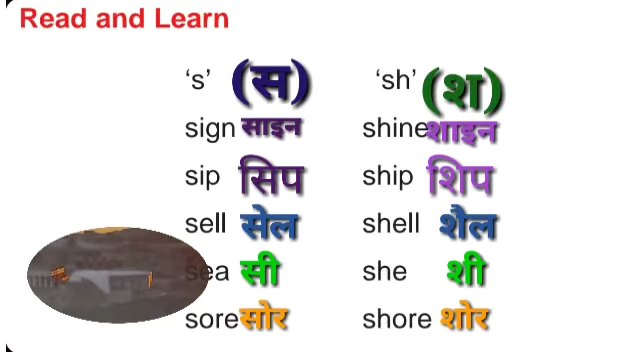 Read and Learn
‘s’ (स) ‘sh’ (श)
sign साइन shine शाइन
sip सिप ship शिप
sell सेल shell शैल
sea सी she शी
sore सोर shore शोर